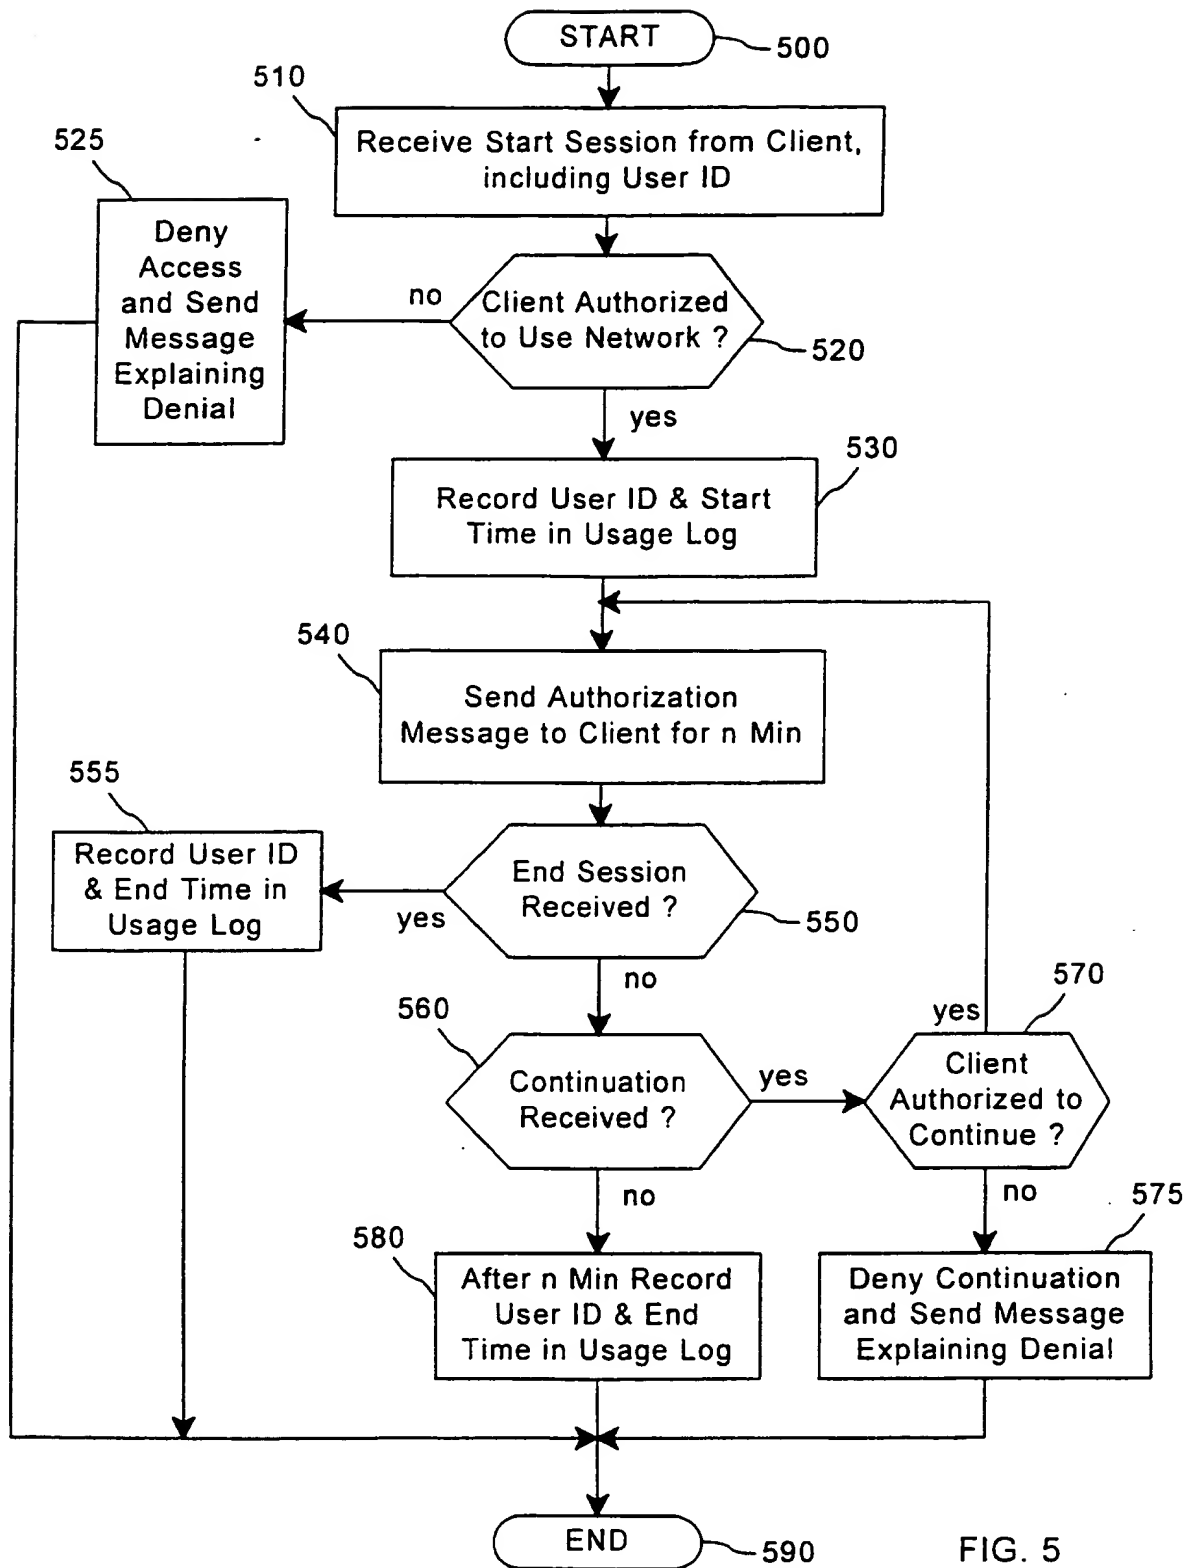 START
500
510
Receive Start Session from Client,
including User ID
525
Deny
Access
and Send
Message
Explaining
Denial
no
Client Authorized
to Use Network ?
520
yes
530
Record User ID & Start
Time in Usage Log
540
Send Authorization
Message to Client for n Min
555
Record User ID
& End Time in
Usage Log
yes
End Session
Received ?
550
no
560
Continuation
Received ?
yes
yes
570
Client
Authorized to
Continue ?
no
no
575
580
After n Min Record
User ID & End
Time in Usage Log
Deny Continuation
and Send Message
Explaining Denial
END
590
FIG. 5